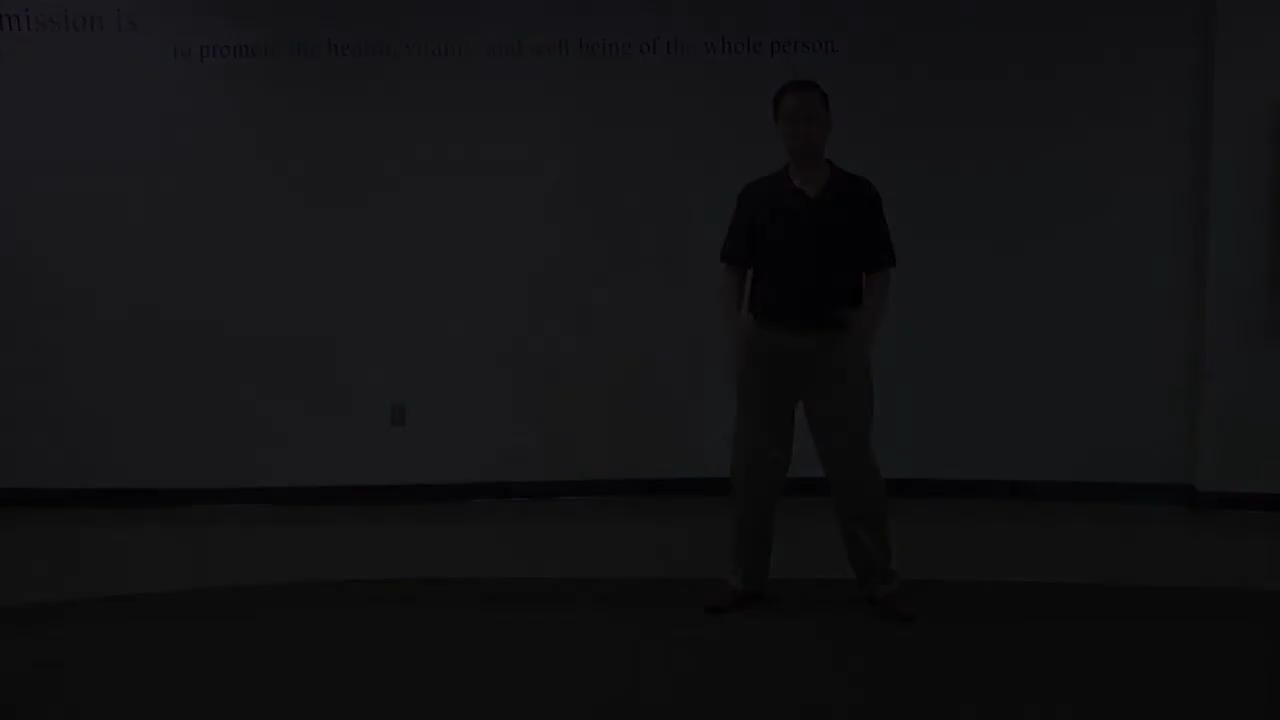 mission is
to promote the health, vitality and well being of the whole person.